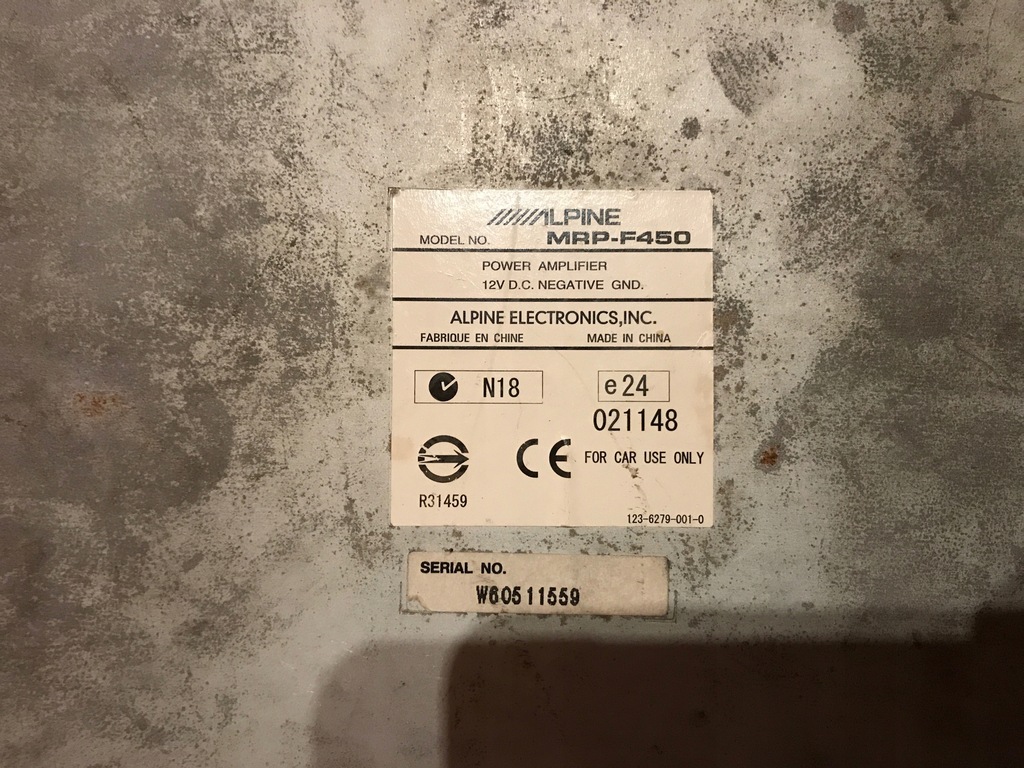 ALPINE
MODEL NO. MRP-F450
POWER AMPLIFIER
12V D.C. NEGATIVE GND.
ALPINE ELECTRONICS,INC.
FABRIQUE EN CHINE MADE IN CHINA
N18 e24
021148
CE FOR CAR USE ONLY
R31459
123-6279-001-0
SERIAL NO.
W60511559